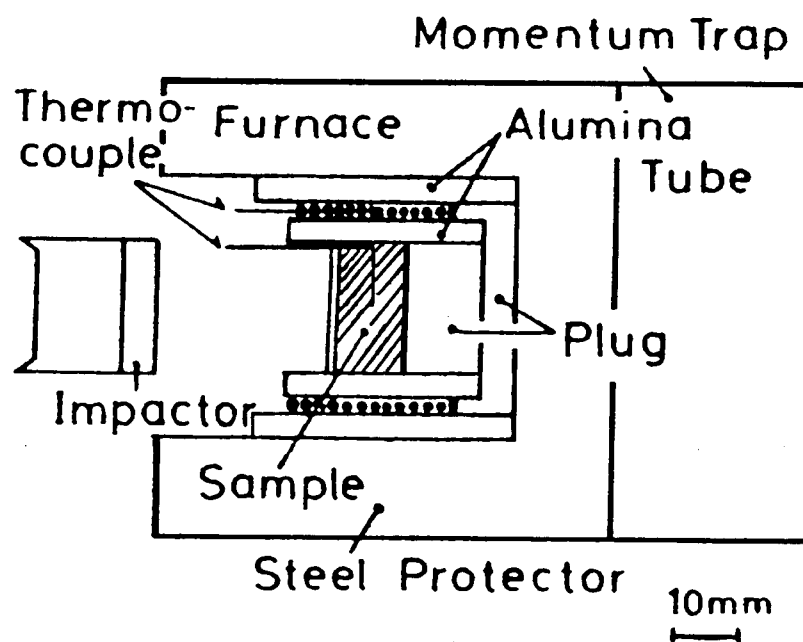 Momentum Trap
Thermo-
couple
Furnace
Alumina
Tube
Plug
Impactor
Sample
Steel Protector
10mm